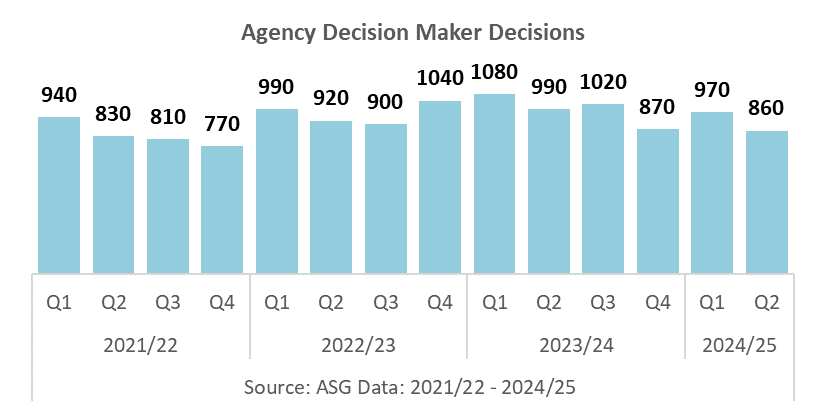 Agency Decision Maker Decisions
940 830 810 770 990 920 900 1040 1080 990 1020 870 970 860
Q1 Q2 Q3 Q4 Q1 Q2 Q3 Q4 Q1 Q2 Q3 Q4 Q1 Q2
2021/22 2022/23 2023/24 2024/25
Source: ASG Data: 2021/22 - 2024/25